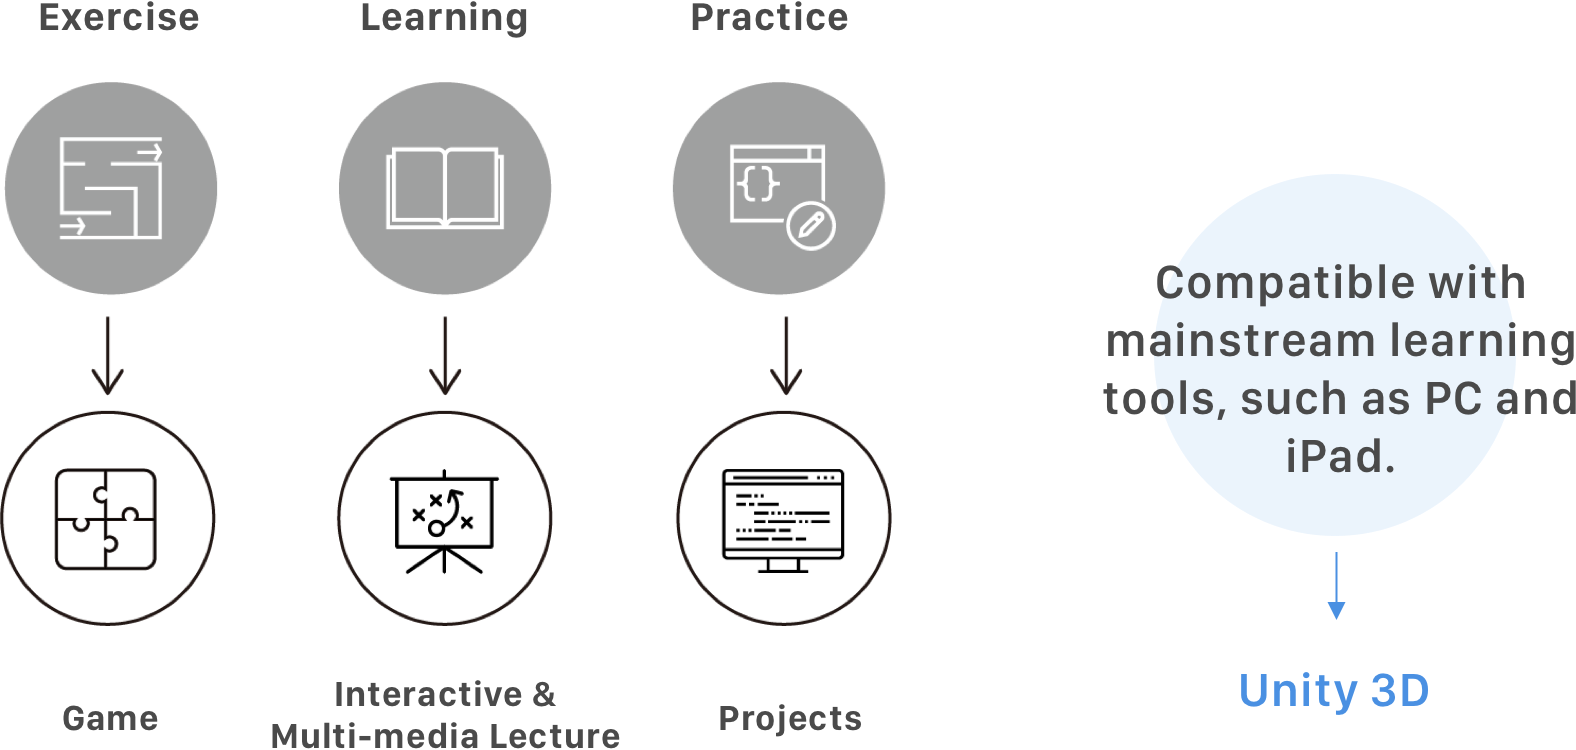 Exercise
Learning
Practice
{}
Game
Interactive &
Multi-media Lecture
Projects
Compatible with
mainstream learning
tools, such as PC and
iPad.
Unity 3D